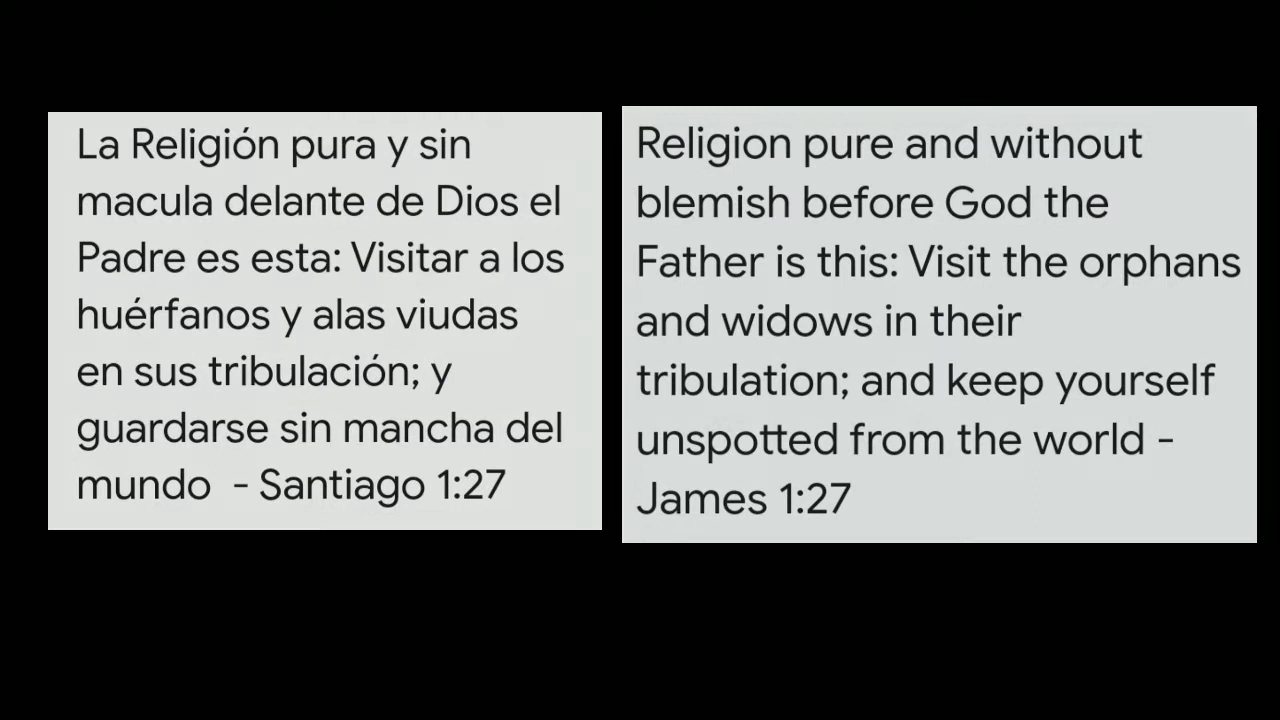 La Religión pura y sin
macula delante de Dios el
Padre es esta: Visitar a los
huérfanos y alas viudas
en sus tribulación; y
guardarse sin mancha del
mundo - Santiago 1:27
Religion pure and without
blemish before God the
Father is this: Visit the orphans
and widows in their
tribulation; and keep yourself
unspotted from the world -
James 1:27